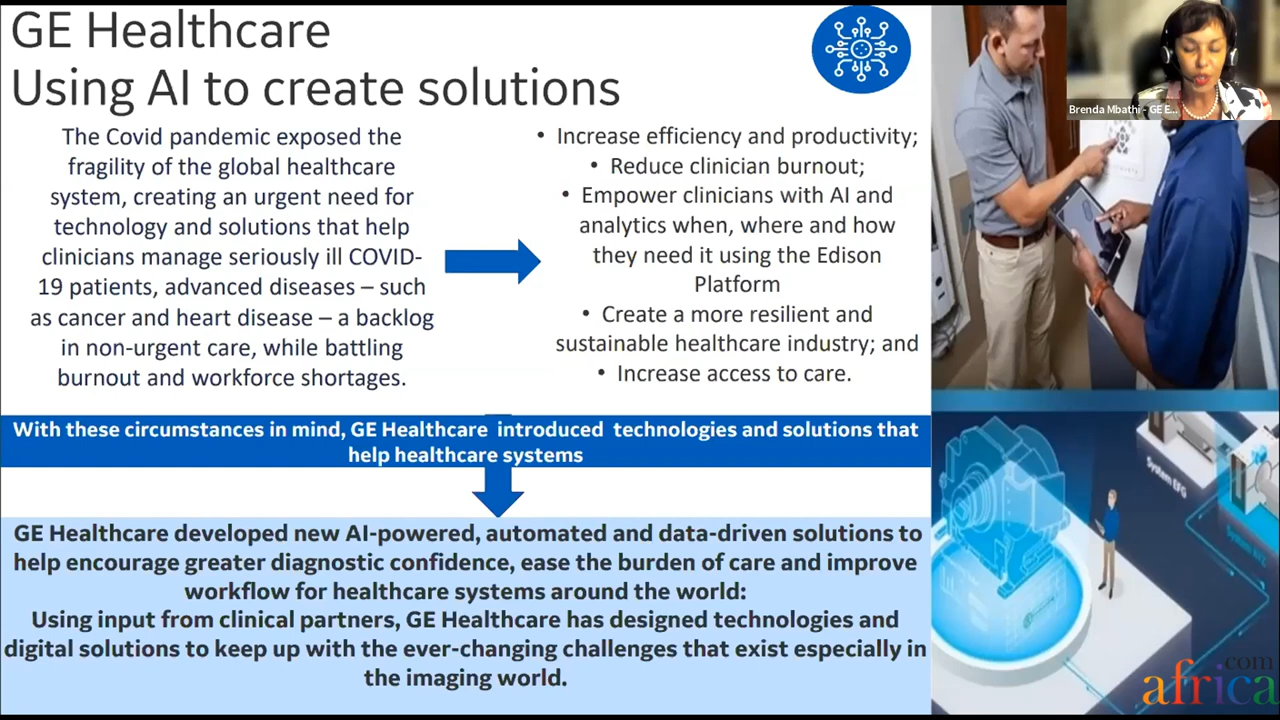 GE Healthcare
Using AI to create solutions
The Covid pandemic exposed the
fragility of the global healthcare
system, creating an urgent need for
technology and solutions that help
clinicians manage seriously ill COVID-
19 patients, advanced diseases – such
as cancer and heart disease – a backlog
in non-urgent care, while battling
burnout and workforce shortages.
• Increase efficiency and productivity;
• Reduce clinician burnout;
• Empower clinicians with AI and
analytics when, where and how
they need it using the Edison
Platform
• Create a more resilient and
sustainable healthcare industry; and
• Increase access to care.
With these circumstances in mind, GE Healthcare introduced technologies and solutions that
help healthcare systems
GE Healthcare developed new AI-powered, automated and data-driven solutions to
help encourage greater diagnostic confidence, ease the burden of care and improve
workflow for healthcare systems around the world:
Using input from clinical partners, GE Healthcare has designed technologies and
digital solutions to keep up with the ever-changing challenges that exist especially in
the imaging world.
Brenda Mbathi - GE E...
System EFG
.com
africa